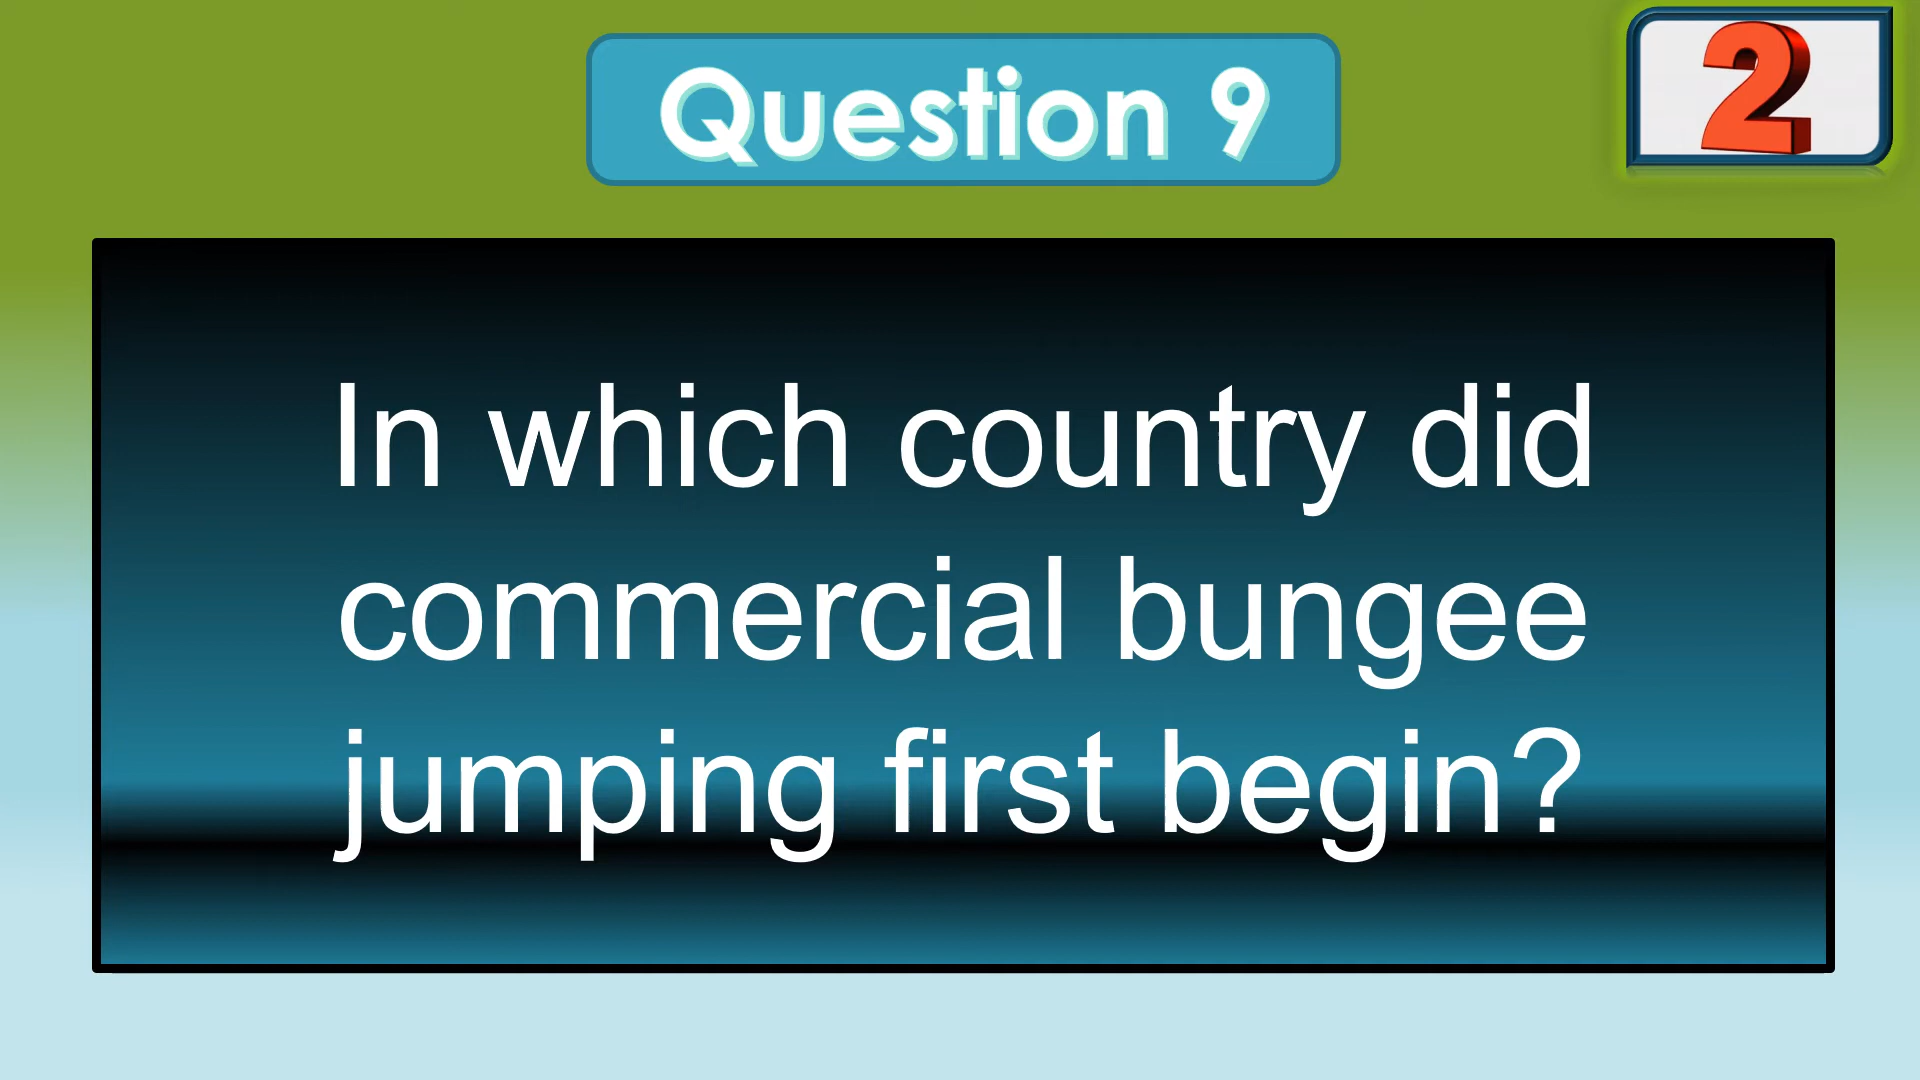 Question 9
2
In which country did
commercial bungee
jumping first begin?